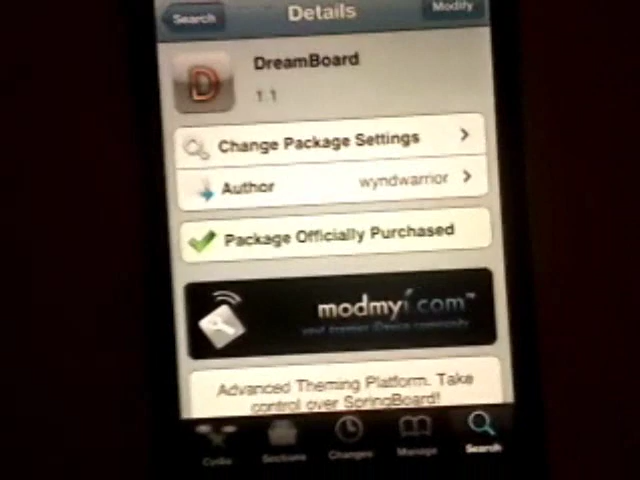 Search
Details
Modify
DreamBoard
1.1
Change Package Settings
Author
wyndwarrior
Package Officially Purchased
modmyi.com™
your premier iDevice community
Advanced Theming Platform. Take
control over SpringBoard!
Cydia
Sections
Changes
Manage
Search